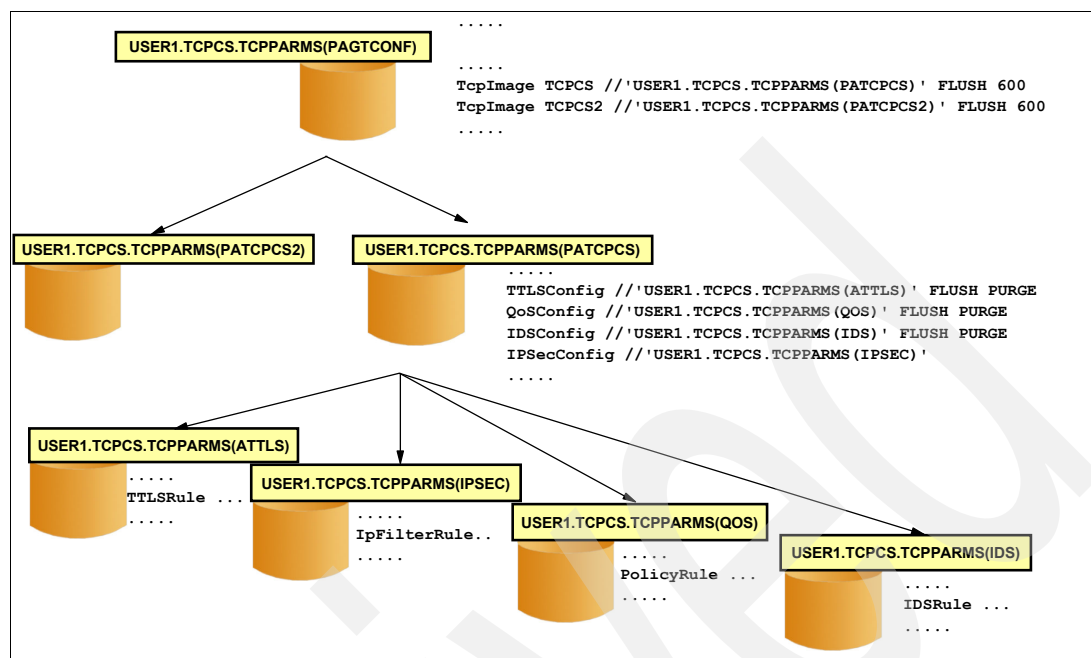 .....
USER1.TCPCS.TCPPARMS(PAGTCONF)
.....
TcpImage TCPCS //'USER1.TCPCS.TCPPARMS(PATCPCS)' FLUSH 600
TcpImage TCPCS2 //'USER1.TCPCS.TCPPARMS(PATCPCS2)' FLUSH 600
.....
USER1.TCPCS.TCPPARMS(PATCPCS2)
USER1.TCPCS.TCPPARMS(PATCPCS)
.....
TTLSConfig //'USER1.TCPCS.TCPPARMS(ATTLS)' FLUSH PURGE
QoSConfig //'USER1.TCPCS.TCPPARMS(QOS)' FLUSH PURGE
IDSConfig //'USER1.TCPCS.TCPPARMS(IDS)' FLUSH PURGE
IPSecConfig //'USER1.TCPCS.TCPPARMS(IPSEC)'
.....
USER1.TCPCS.TCPPARMS(ATTLS)
.....
TTLSRule ...
.....
USER1.TCPCS.TCPPARMS(IPSEC)
.....
IpFilterRule..
.....
USER1.TCPCS.TCPPARMS(QOS)
.....
PolicyRule ...
.....
USER1.TCPCS.TCPPARMS(IDS)
.....
IDSRule ...
.....